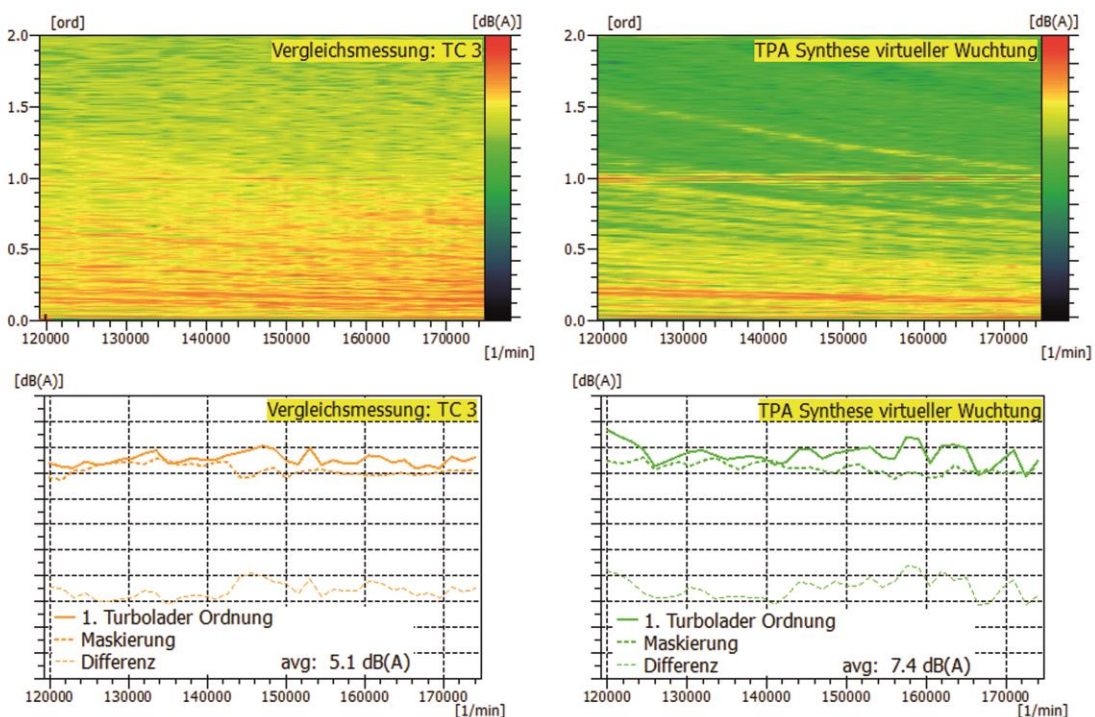 [ord]
[dB(A)]
Vergleichsmessung: TC 3
2.0
1.5
1.0
0.5
0.0
120000 130000 140000 150000 160000 170000
[1/min]
[ord]
[dB(A)]
TPA Synthese virtueller Wuchtung
2.0
1.5
1.0
0.5
0.0
120000 130000 140000 150000 160000 170000
[1/min]
[dB(A)]
Vergleichsmessung: TC 3
1. Turbolader Ordnung
Maskierung
Differenz avg: 5.1 dB(A)
120000 130000 140000 150000 160000 170000
[1/min]
[dB(A)]
TPA Synthese virtueller Wuchtung
1. Turbolader Ordnung
Maskierung
Differenz avg: 7.4 dB(A)
120000 130000 140000 150000 160000 170000
[1/min]